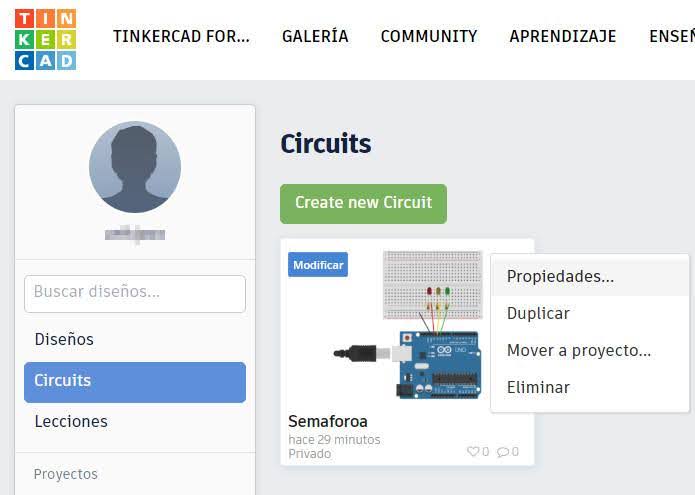 TIN
KER
CAD
TINKERCAD FOR... GALERÍA COMMUNITY APRENDIZAJE ENSEÑ
Circuits
Create new Circuit
Buscar diseños...
Diseños
Circuits
Lecciones
Proyectos
Modificar
Propiedades...
Duplicar
Mover a proyecto...
Eliminar
Semaforoa
hace 29 minutos
Privado
0 0